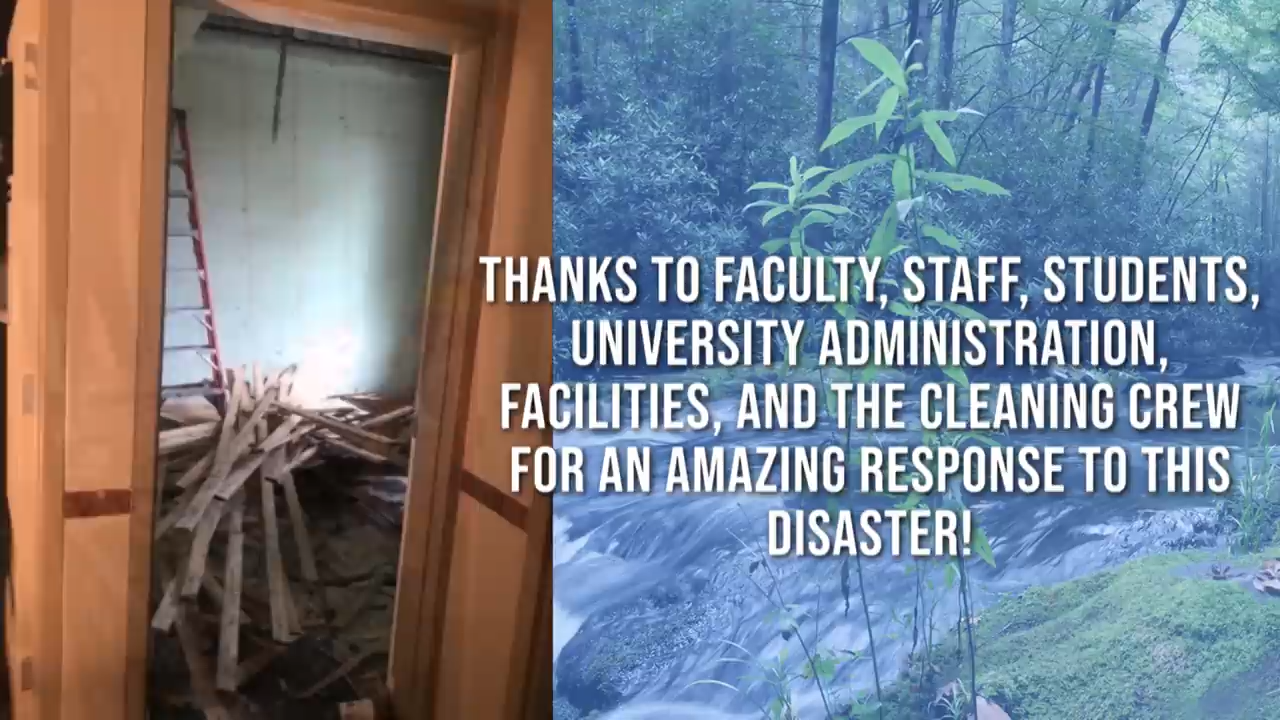 THANKS TO FACULTY, STAFF, STUDENTS,
UNIVERSITY ADMINISTRATION,
FACILITIES, AND THE CLEANING CREW
FOR AN AMAZING RESPONSE TO THIS
DISASTER!